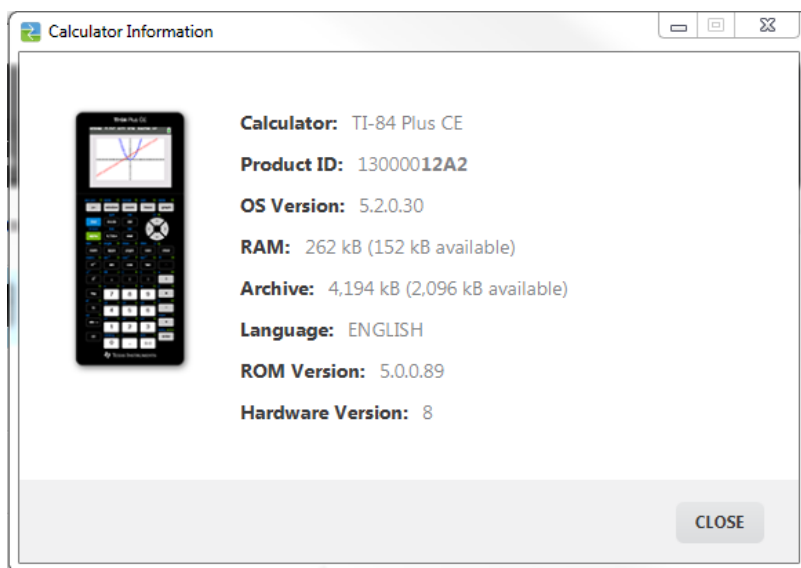 Calculator Information
Calculator: TI-84 Plus CE
Product ID: 13000012A2
OS Version: 5.2.0.30
RAM: 262 kB (152 kB available)
Archive: 4,194 kB (2,096 kB available)
Language: ENGLISH
ROM Version: 5.0.0.89
Hardware Version: 8
TEXAS INSTRUMENTS
CLOSE